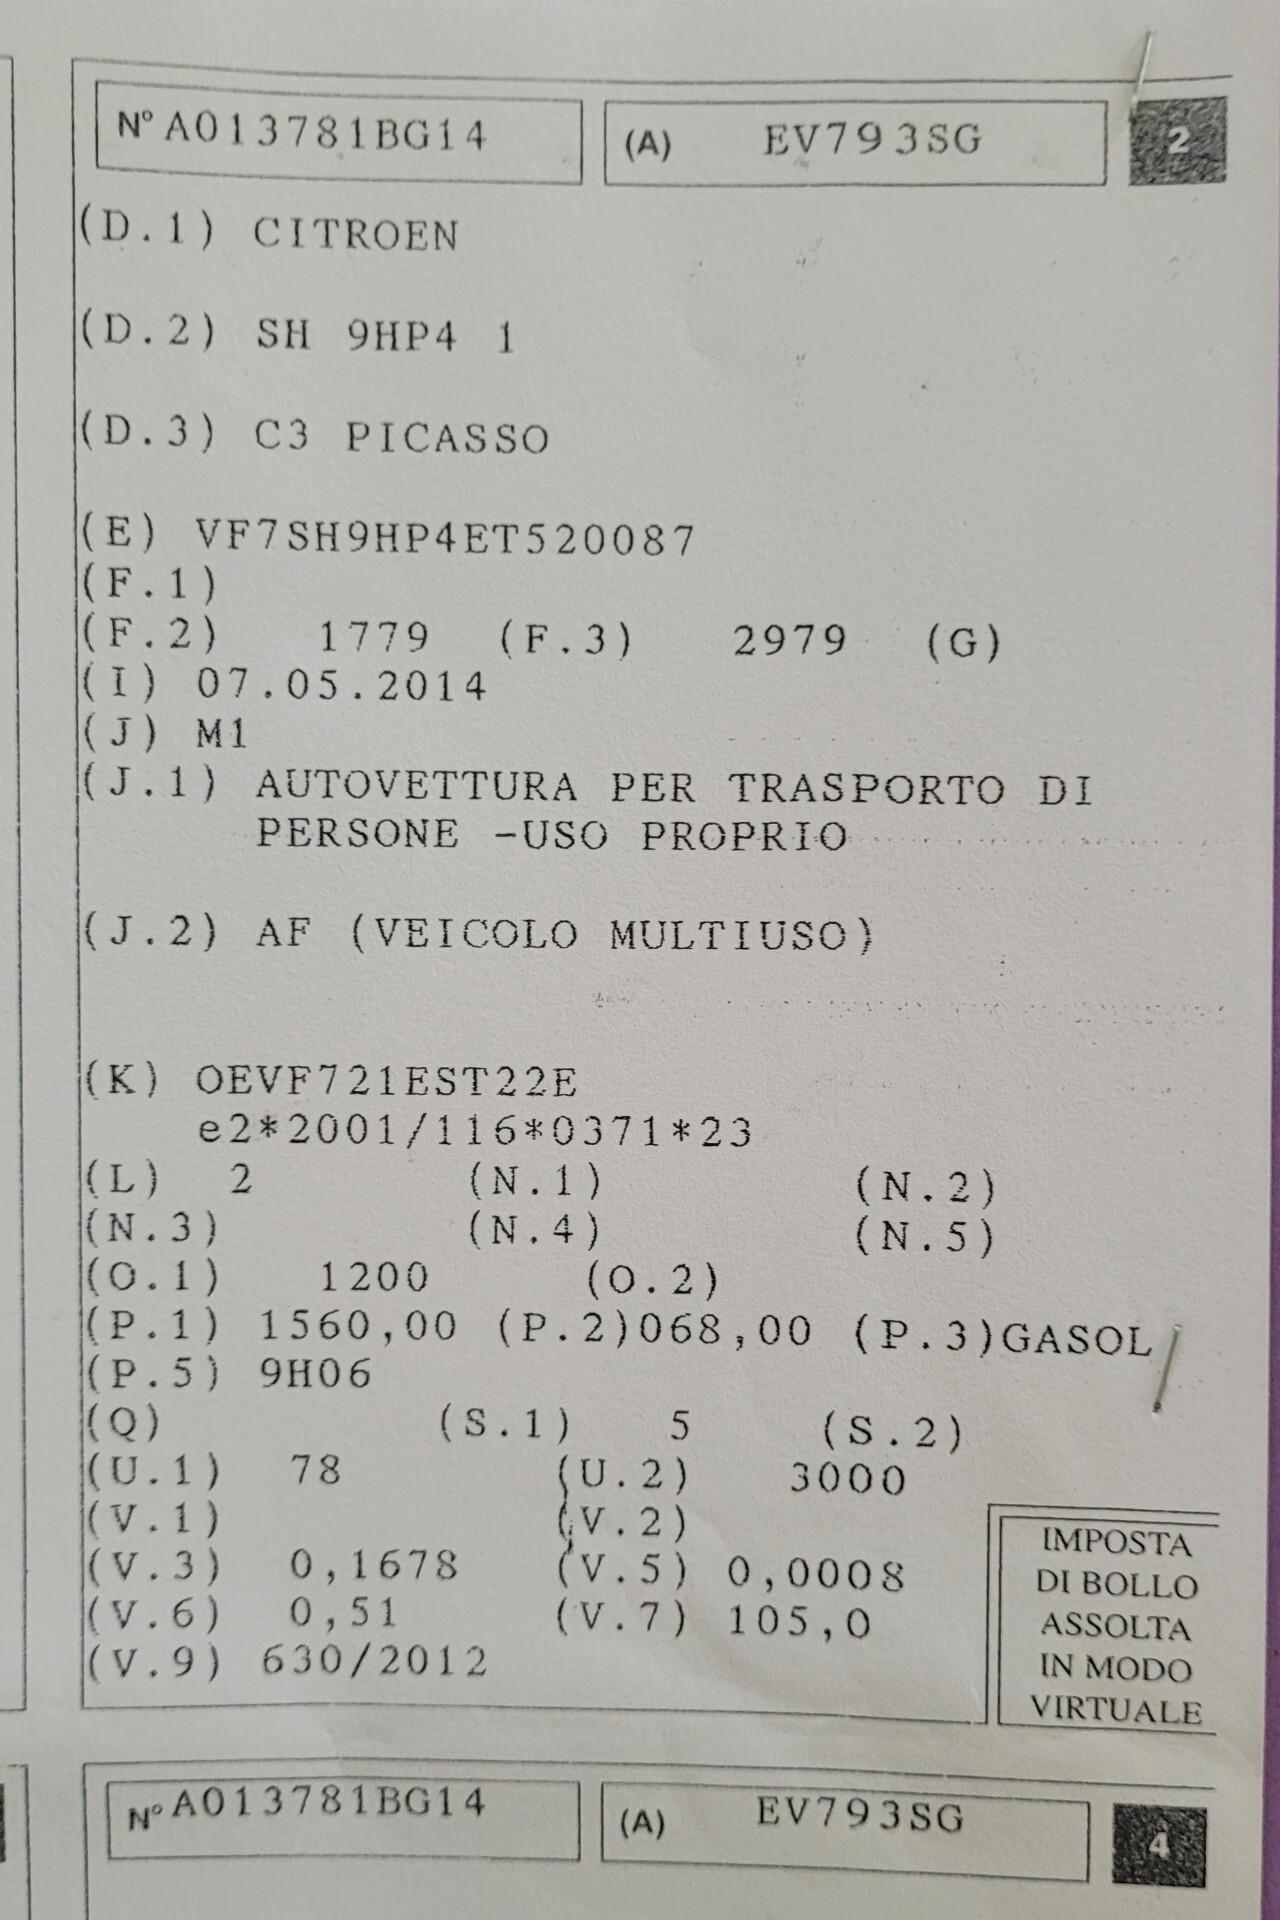 N° A013781BG14 (A) EV793SG 2
(D.1) CITROEN
(D.2) SH 9HP4 1
(D.3) C3 PICASSO
(E) VF7SH9HP4ET520087
(F.1)
(F.2) 1779 (F.3) 2979 (G)
(I) 07.05.2014
(J) M1
(J.1) AUTOVETTURA PER TRASPORTO DI
PERSONE -USO PROPRIO
(J.2) AF (VEICOLO MULTIUSO)
(K) OEVF721EST22E
e2*2001/116*0371*23
(L) 2 (N.1) (N.2)
(N.3) (N.4) (N.5)
(O.1) 1200 (O.2)
(P.1) 1560,00 (P.2)068,00 (P.3)GASOL
(P.5) 9H06
(Q) (S.1) 5 (S.2)
(U.1) 78 (U.2) 3000
(V.1) (V.2)
(V.3) 0,1678 (V.5) 0,0008
(V.6) 0,51 (V.7) 105,0
(V.9) 630/2012
IMPOSTA
DI BOLLO
ASSOLTA
IN MODO
VIRTUALE
N° A013781BG14 (A) EV793SG 4